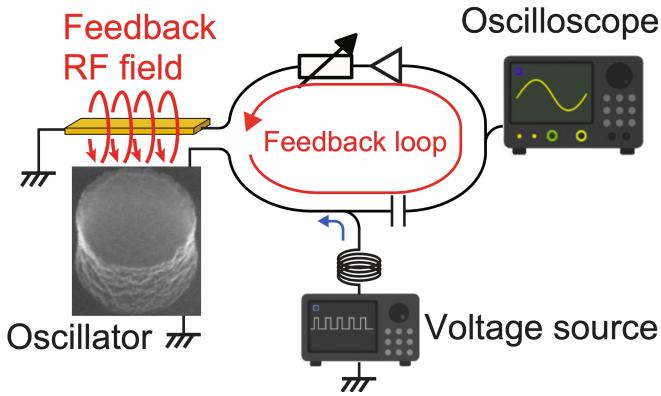 Feedback
RF field
Oscilloscope
Feedback loop
Oscillator
Voltage source